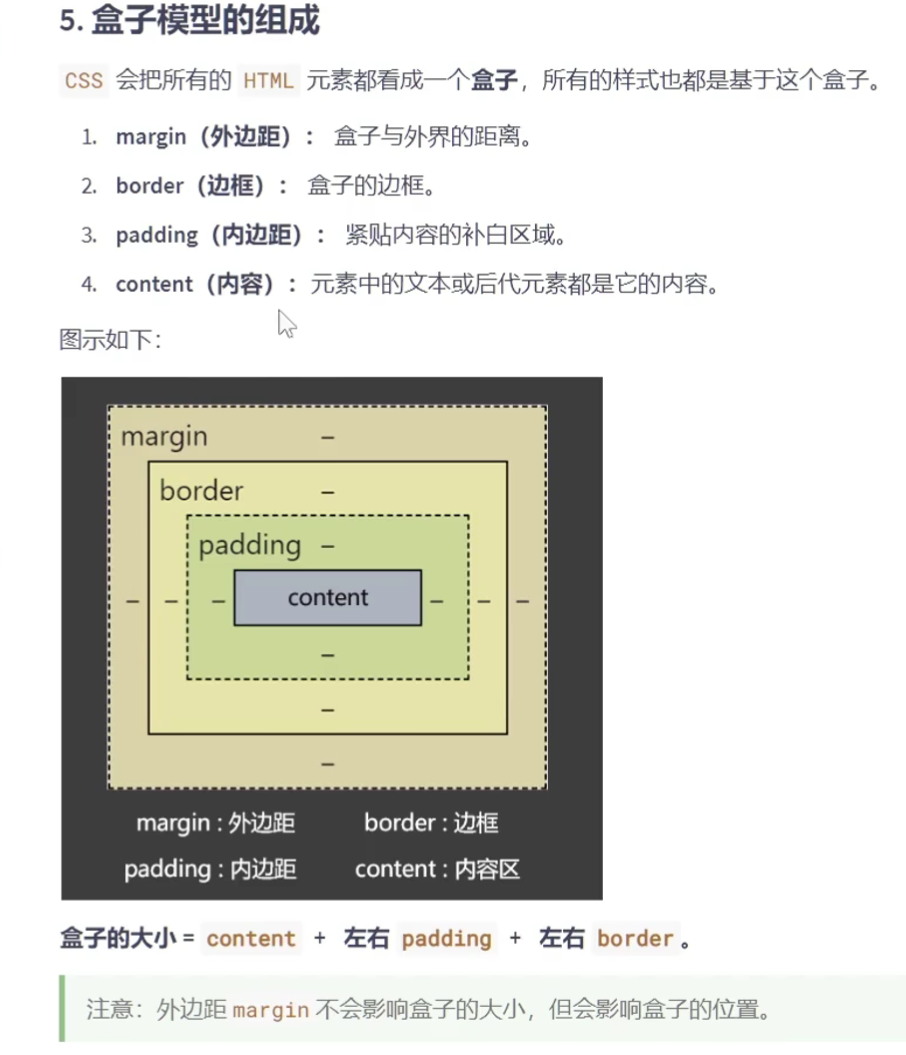 5. 盒子模型的组成
CSS 会把所有的 HTML 元素都看成一个盒子，所有的样式也都是基于这个盒子。
1. margin（外边距）： 盒子与外界的距离。
2. border（边框）： 盒子的边框。
3. padding（内边距）： 紧贴内容的补白区域。
4. content（内容）：元素中的文本或后代元素都是它的内容。
图示如下：
margin –
border –
padding –
– – – content – – –
–
–
–
margin : 外边距 border : 边框
padding : 内边距 content : 内容区
盒子的大小 = content + 左右 padding + 左右 border 。
注意：外边距 margin 不会影响盒子的大小，但会影响盒子的位置。